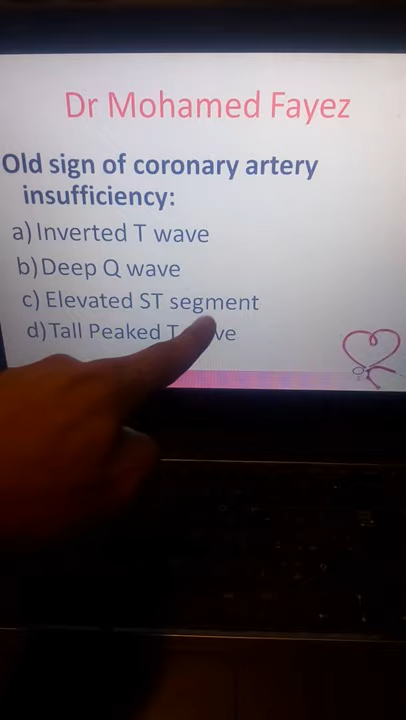 Dr Mohamed Fayez
Old sign of coronary artery
insufficiency:
a) Inverted T wave
b) Deep Q wave
c) Elevated ST segment
d) Tall Peaked T